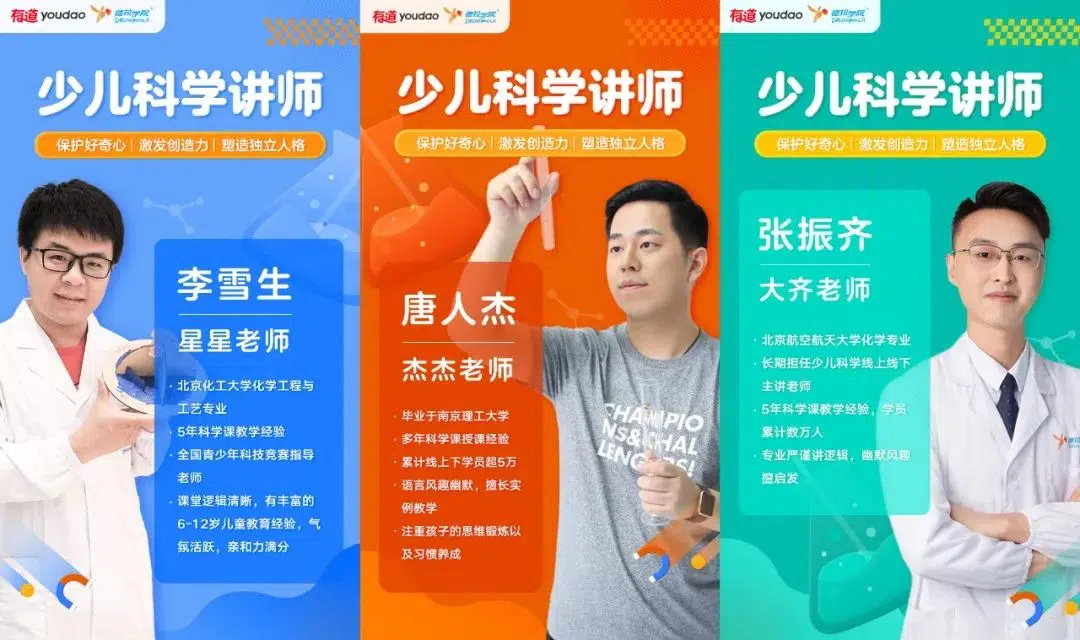 有道 youdao 德拉学院
少儿科学讲师
保护好奇心|激发创造力|塑造独立人格
李雪生
星星老师
· 北京化工大学化学工程与
工艺专业
· 5年科学课教学经验
· 全国青少年科技竞赛指导
老师
· 课堂逻辑清晰，有丰富的
6-12岁儿童教育经验，气
氛活跃，亲和力满分
有道 youdao 德拉学院
少儿科学讲师
保护好奇心|激发创造力|塑造独立人格
唐人杰
杰杰老师
· 毕业于南京理工大学
· 多年科学课授课经验
· 累计线上下学员超5万
· 语言风趣幽默，擅长实
例教学
· 注重孩子的思维锻炼以
及习惯养成
CHAMPIO
NS&CHAL
LENGERS!
有道 youdao 德拉学院
少儿科学讲师
保护好奇心|激发创造力|塑造独立人格
张振齐
大齐老师
· 北京航空航天大学化学专业
· 长期担任少儿科学线上线下
主讲老师
· 5年科学课教学经验，学员
累计数万人
· 专业严谨讲逻辑，幽默风趣
擅启发